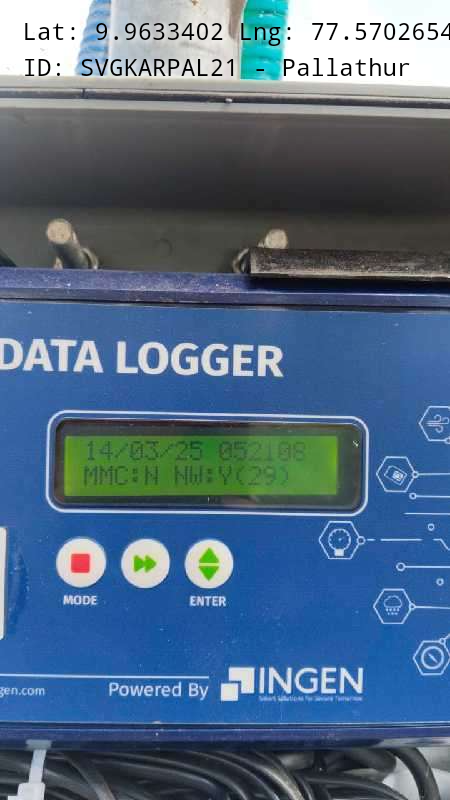 Lat: 9.9633402 Lng: 77.5702654
ID: SVGKARPAL21 - Pallathur
DATA LOGGER
14/03/25 052108
MMC:N NW:Y(29)
MODE
ENTER
gen.com
Powered By INGEN
Smart Solutions For Secure Tomorrow